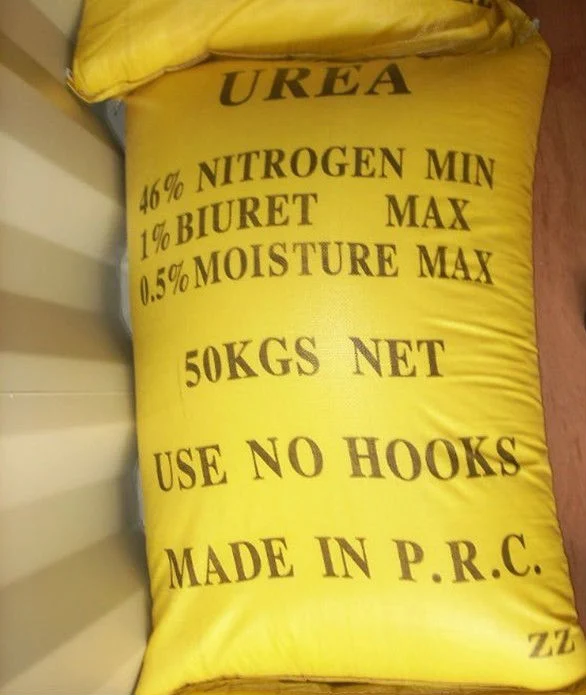 UREA
46% NITROGEN MIN
1% BIURET MAX
0.5% MOISTURE MAX
50KGS NET
USE NO HOOKS
MADE IN P.R.C.
ZZ